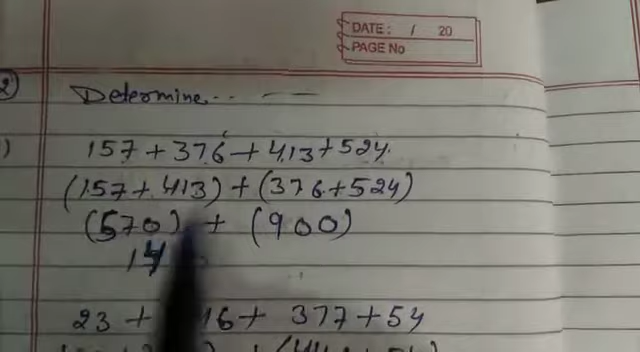 DATE: / 20
PAGE No
2) Determine..
) 157 + 376 + 413 + 524
(157 + 413) + (376 + 524)
(570) + (900)
14
23 + 16 + 377 + 54